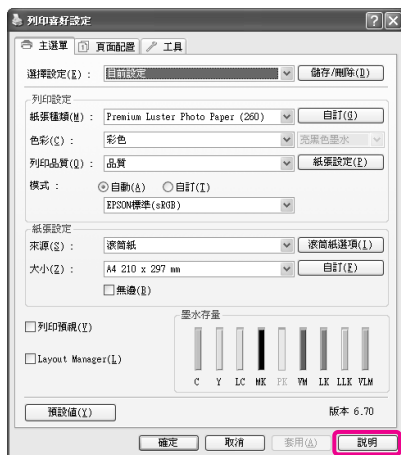 列印喜好設定
主選單 頁面配置 工具
選擇設定(E)： 目前設定 儲存/刪除(D)
列印設定
紙張種類(M)： Premium Luster Photo Paper (260) 自訂(U)
色彩(C)： 彩色 亮黑色墨水
列印品質(Q)： 品質 紙張設定(P)
模式： 自動(A) 自訂(I)
EPSON標準(sRGB)
紙張設定
來源(S)： 滾筒紙 滾筒紙選項(I)
大小(Z)： A4 210 x 297 mm 自訂(F)
無邊(B)
墨水存量
列印預視(V)
Layout Manager(L)
C Y LC MK PK VM LK LLK VLM
預設值(Y) 版本 6.70
確定 取消 套用(A) 說明